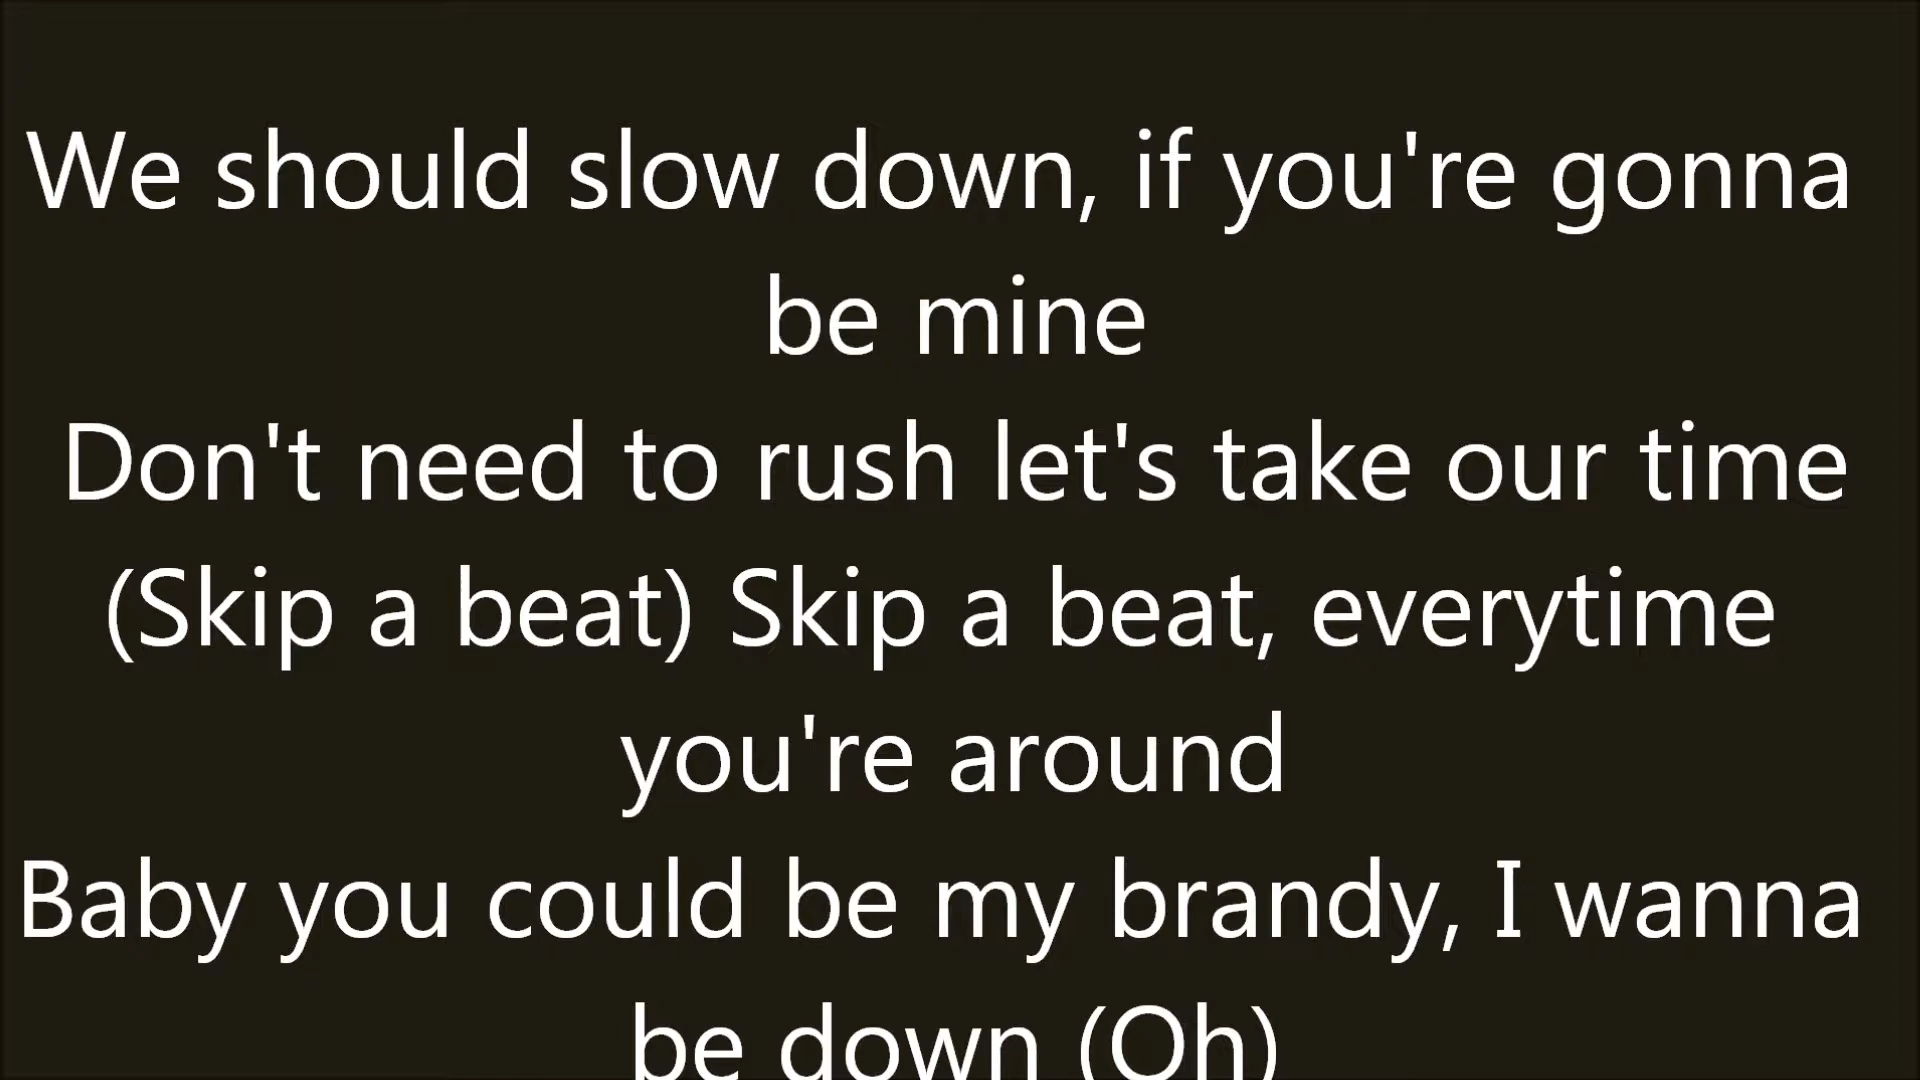 We should slow down, if you're gonna
be mine
Don't need to rush let's take our time
(Skip a beat) Skip a beat, everytime
you're around
Baby you could be my brandy, I wanna
be down (Oh)